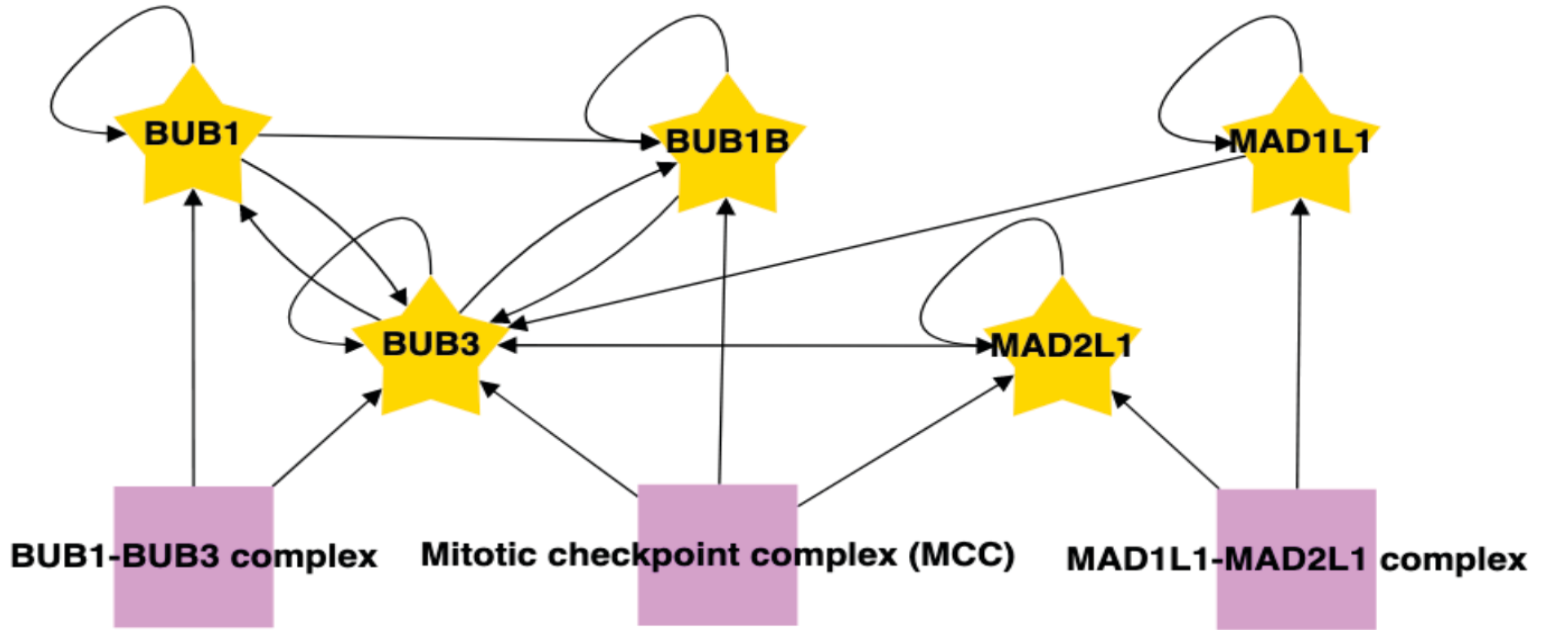 BUB1
BUB1B
MAD1L1
BUB3
MAD2L1
BUB1-BUB3 complex
Mitotic checkpoint complex (MCC)
MAD1L1-MAD2L1 complex